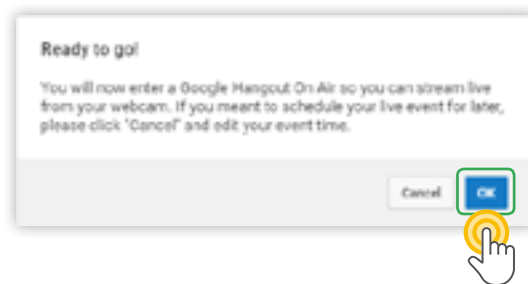 Ready to go!
You will now enter a Google Hangout On Air so you can stream live
from your webcam. If you meant to schedule your live event for later,
please click "Cancel" and edit your event time.
Cancel
OK